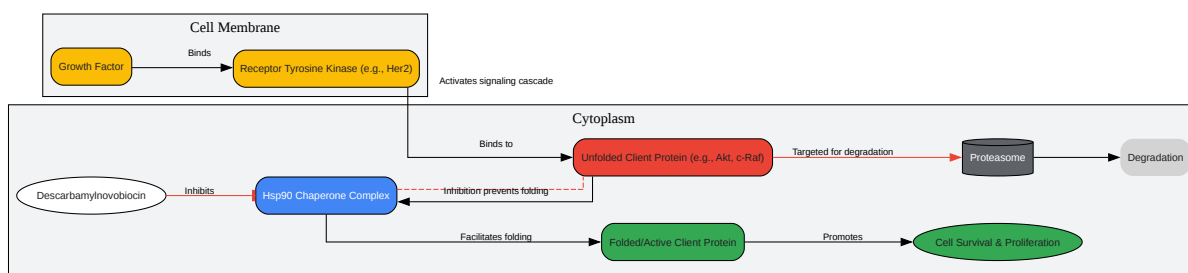 Cell Membrane
Growth Factor
Binds
Receptor Tyrosine Kinase (e.g., Her2)
Activates signaling cascade
Cytoplasm
Binds to
Unfolded Client Protein (e.g., Akt, c-Raf)
Targeted for degradation
Proteasome
Degradation
Descarbamylnovobiocin
Inhibits
Hsp90 Chaperone Complex
Inhibition prevents folding
Facilitates folding
Folded/Active Client Protein
Promotes
Cell Survival & Proliferation